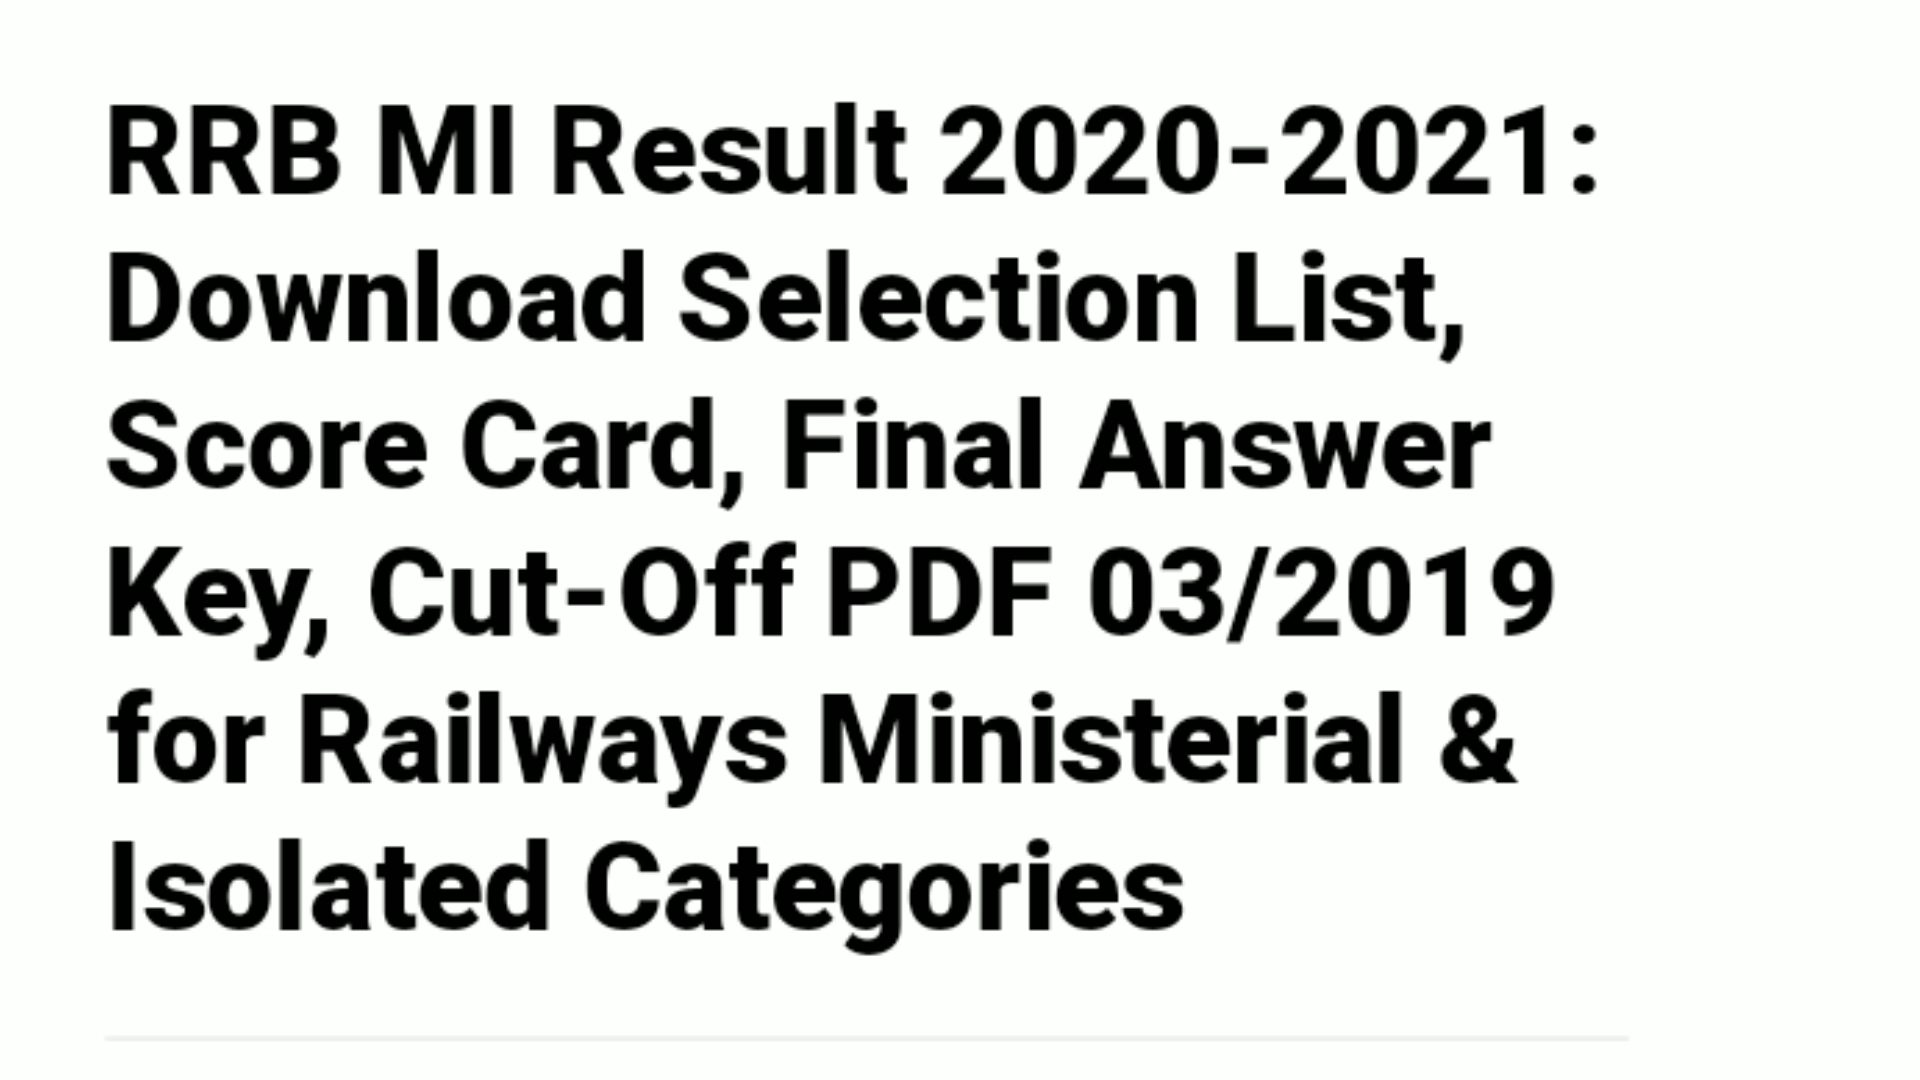 RRB MI Result 2020-2021:
Download Selection List,
Score Card, Final Answer
Key, Cut-Off PDF 03/2019
for Railways Ministerial &
Isolated Categories